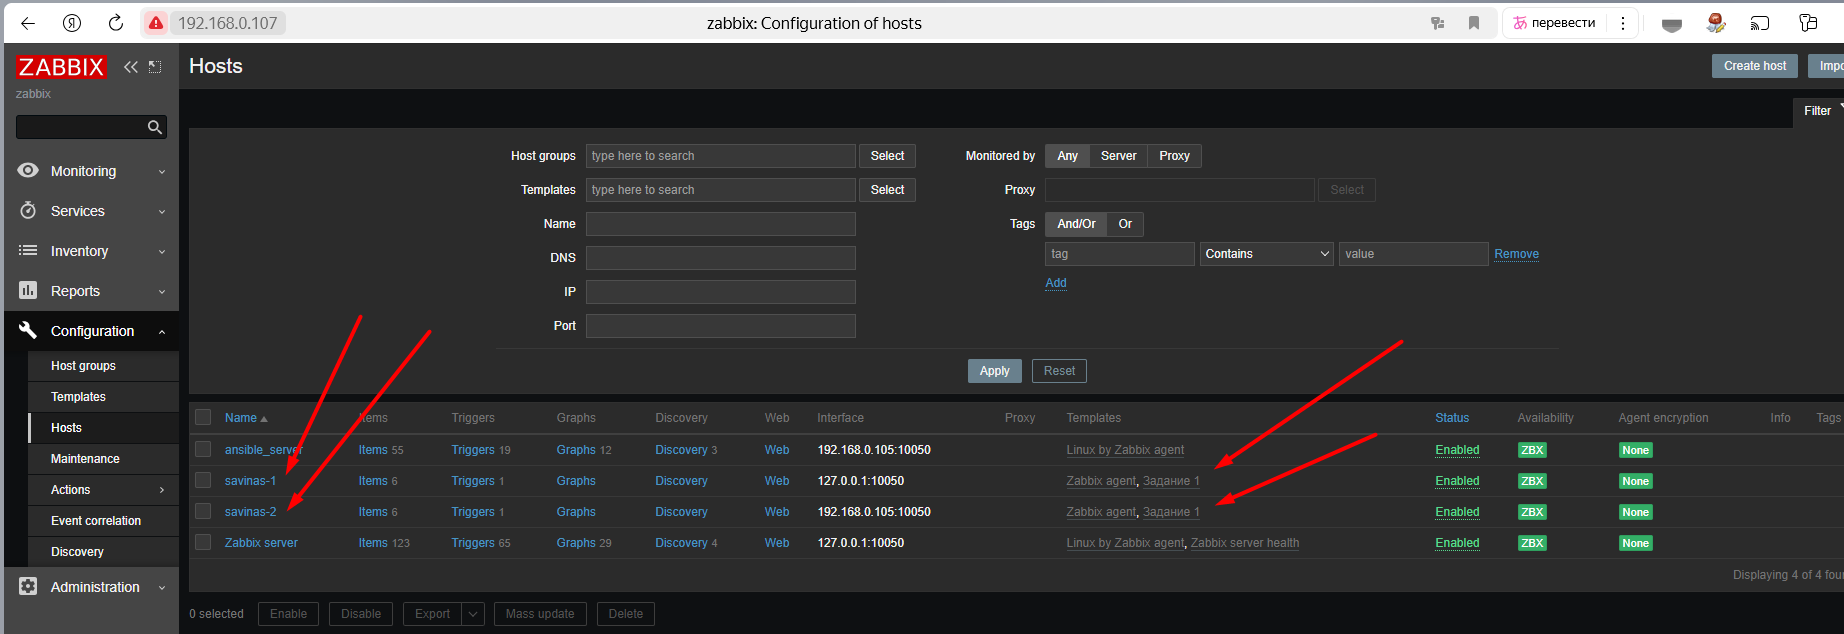 192.168.0.107 zabbix: Configuration of hosts あ перевести
ZABBIX Hosts Create host
zabbix
Filter
Host groups type here to search Select Monitored by Any Server Proxy
Templates type here to search Select Proxy Select
Name Tags And/Or Or
DNS tag Contains value Remove
IP Add
Port
Apply Reset
Monitoring
Services
Inventory
Reports
Configuration
Host groups
Templates
Hosts
Maintenance
Actions
Event correlation
Discovery
Administration
Name Items Triggers Graphs Discovery Web Interface Proxy Templates Status Availability Agent encryption Info Tags
ansible_server Items 55 Triggers 19 Graphs 12 Discovery 3 Web 192.168.0.105:10050 Linux by Zabbix agent Enabled ZBX None
savinas-1 Items 6 Triggers 1 Graphs Discovery Web 127.0.0.1:10050 Zabbix agent, Задание 1 Enabled ZBX None
savinas-2 Items 6 Triggers 1 Graphs Discovery Web 192.168.0.105:10050 Zabbix agent, Задание 1 Enabled ZBX None
Zabbix server Items 123 Triggers 65 Graphs 29 Discovery 4 Web 127.0.0.1:10050 Linux by Zabbix agent, Zabbix server health Enabled ZBX None
Displaying 4 of 4
0 selected Enable Disable Export Mass update Delete